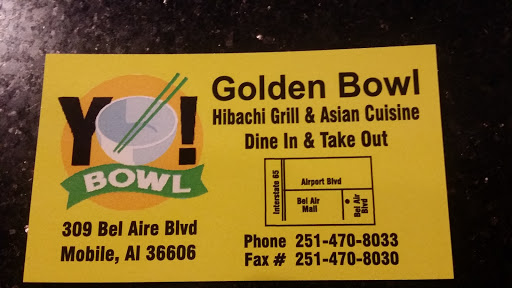 YO!
BOWL
309 Bel Aire Blvd
Mobile, Al 36606
Golden Bowl
Hibachi Grill & Asian Cuisine
Dine In & Take Out
Interstate 65
Airport Blvd
Bel Air
Mall
Bel Air
Blvd
Phone 251-470-8033
Fax # 251-470-8030